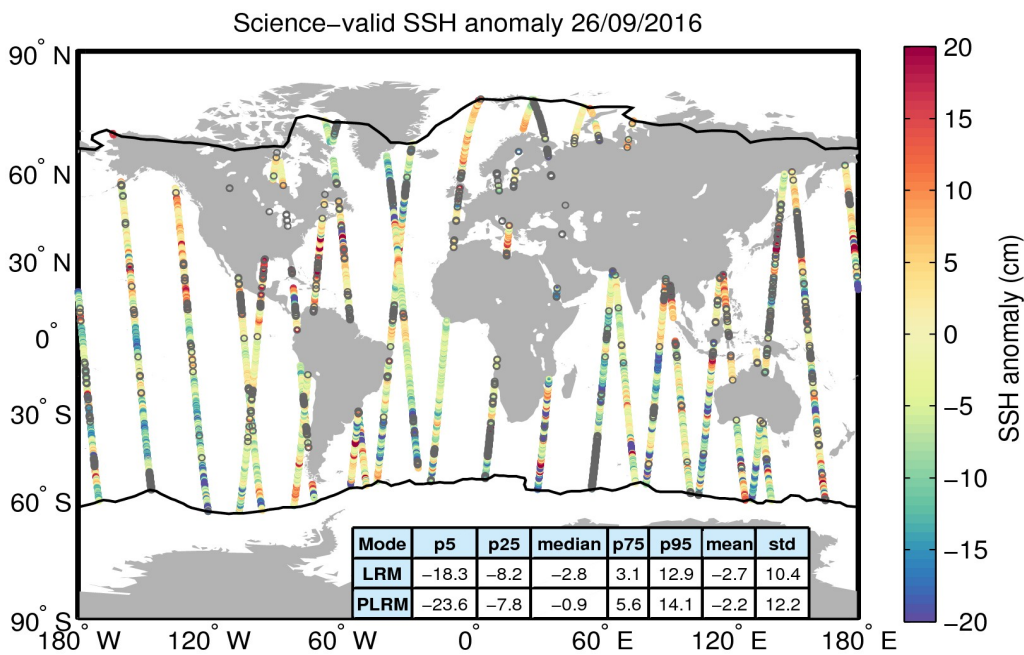 Science−valid SSH anomaly 26/09/2016
90° N
60° N
30° N
0°
30° S
60° S
90° S
180° W
120° W
60° W
0°
60° E
120° E
180° E
Mode p5 p25 median p75 p95 mean std
LRM −18.3 −8.2 −2.8 3.1 12.9 −2.7 10.4
PLRM −23.6 −7.8 −0.9 5.6 14.1 −2.2 12.2
20
15
10
5
0
−5
−10
−15
−20
SSH anomaly (cm)